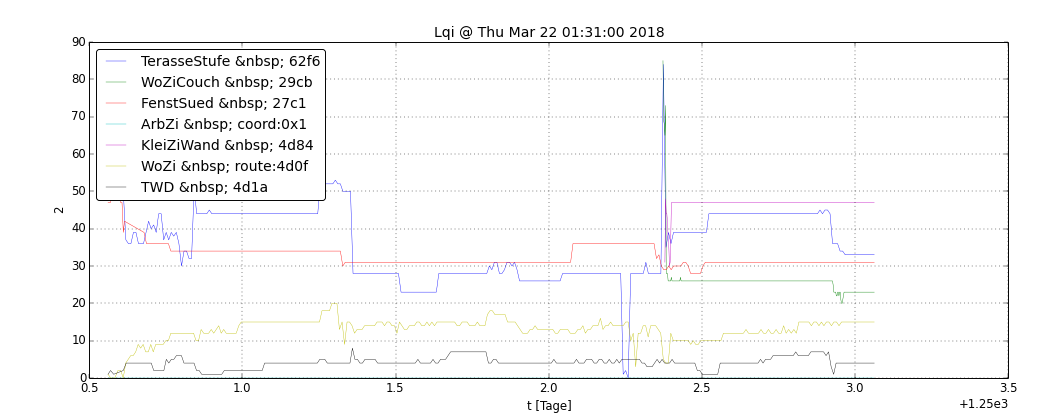 Lqi @ Thu Mar 22 01:31:00 2018
90
80
70
60
50
40
30
20
10
0
2
TerasseStufe &nbsp; 62f6
WoZiCouch &nbsp; 29cb
FenstSued &nbsp; 27c1
ArbZi &nbsp; coord:0x1
KleiZiWand &nbsp; 4d84
WoZi &nbsp; route:4d0f
TWD &nbsp; 4d1a
0.5 1.0 1.5 2.0 2.5 3.0 3.5
t [Tage]
+1.25e3